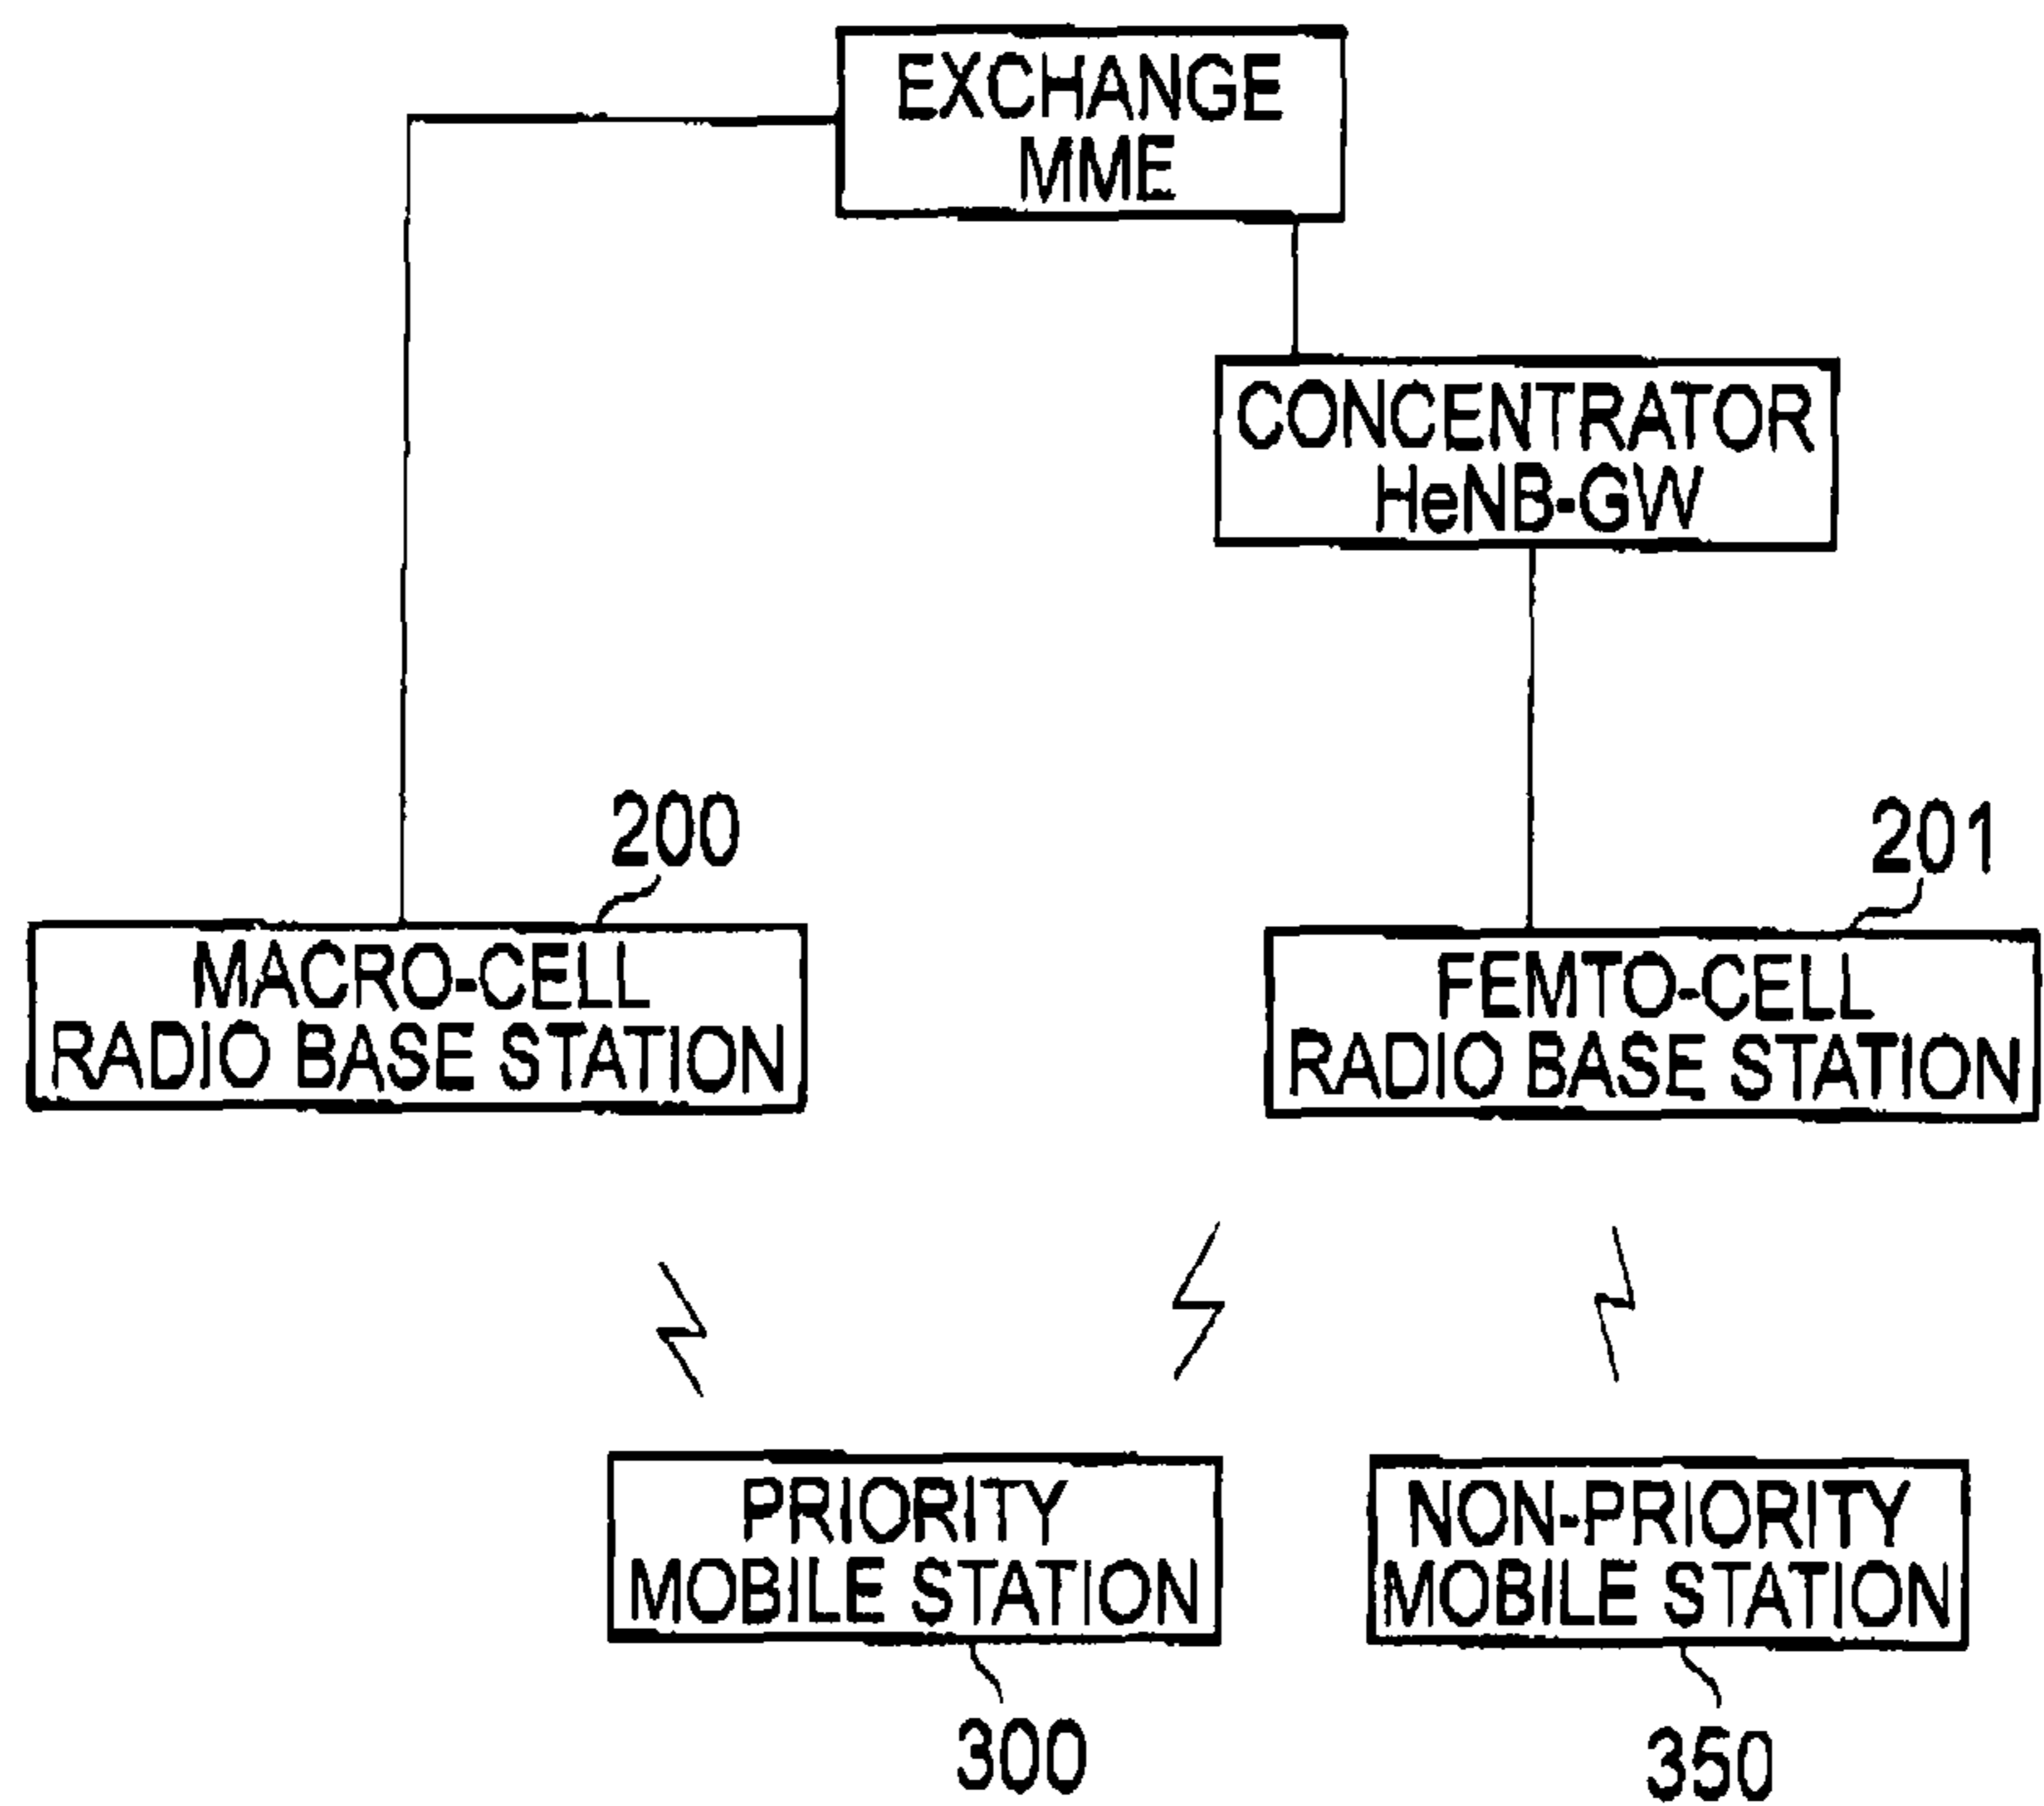 EXCHANGE
MME
CONCENTRATOR
HeNB-GW
200
201
MACRO-CELL
RADIO BASE STATION
FEMTO-CELL
RADIO BASE STATION
PRIORITY
MOBILE STATION
NON-PRIORITY
MOBILE STATION
300
350